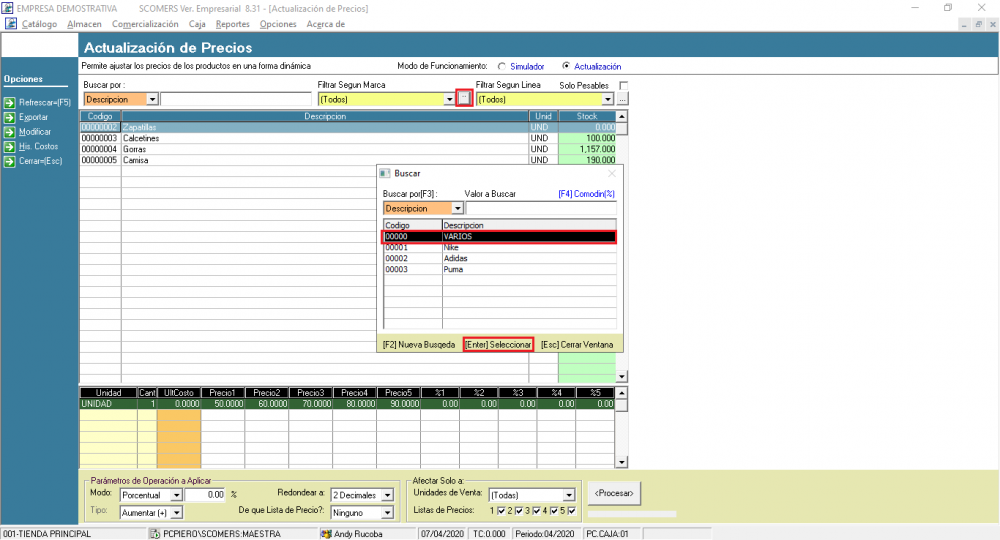 EMPRESA DEMOSTRATIVA SCOMERS Ver. Empresarial 8.31 - [Actualización de Precios]
Catálogo Almacen Comercialización Caja Reportes Opciones Acerca de
Actualización de Precios
Permite ajustar los precios de los productos en una forma dinámica Modo de Funcionamiento: Simulador Actualización
Opciones
Refrescar=(F5)
Exportar
Modificar
His. Costos
Cerrar=(Esc)
Buscar por : Filtrar Segun Marca Filtrar Segun Linea Solo Pesables
Descripcion (Todos) ... (Todos) ...
Codigo Descripcion Unid Stock
00000002 Zapatillas UND 0.000
00000003 Calcetines UND 100.000
00000004 Gorras UND 1,157.000
00000005 Camisa UND 190.000
Buscar
Buscar por[F3] : Valor a Buscar [F4] Comodin(%)
Descripcion
Codigo Descripcion
00000 VARIOS
00001 Nike
00002 Adidas
00003 Puma
[F2] Nueva Busqeda [Enter] Seleccionar [Esc] Cerrar Ventana
Unidad Cant UltCosto Precio1 Precio2 Precio3 Precio4 Precio5 %1 %2 %3 %4 %5
UNIDAD 1 0.0000 50.0000 60.0000 70.0000 80.0000 90.0000 0.00 0.00 0.00 0.00 0.00
Parámetros de Operación a Aplicar
Modo: Porcentual 0.00 % Redondear a: 2 Decimales
Tipo: Aumentar (+) De que Lista de Precio?: Ninguno
Afectar Solo a:
Unidades de Venta: (Todas)
Listas de Precios: 1 2 3 4 5
<Procesar>
001-TIENDA PRINCIPAL PCPIERO\SCOMERS:MAESTRA Andy Rucoba 07/04/2020 TC:0.000 Periodo:04/2020 PC.CAJA:01